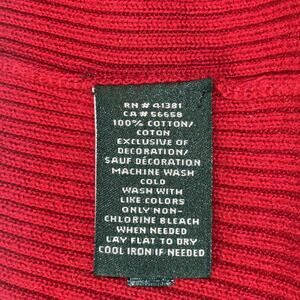 RN # 41381
CA # 56658
100% COTTON/
COTON
EXCLUSIVE OF
DECORATION/
SAUF DÉCORATION
MACHINE WASH
COLD
WASH WITH
LIKE COLORS
ONLY NON-
CHLORINE BLEACH
WHEN NEEDED
LAY FLAT TO DRY
COOL IRON IF NEEDED